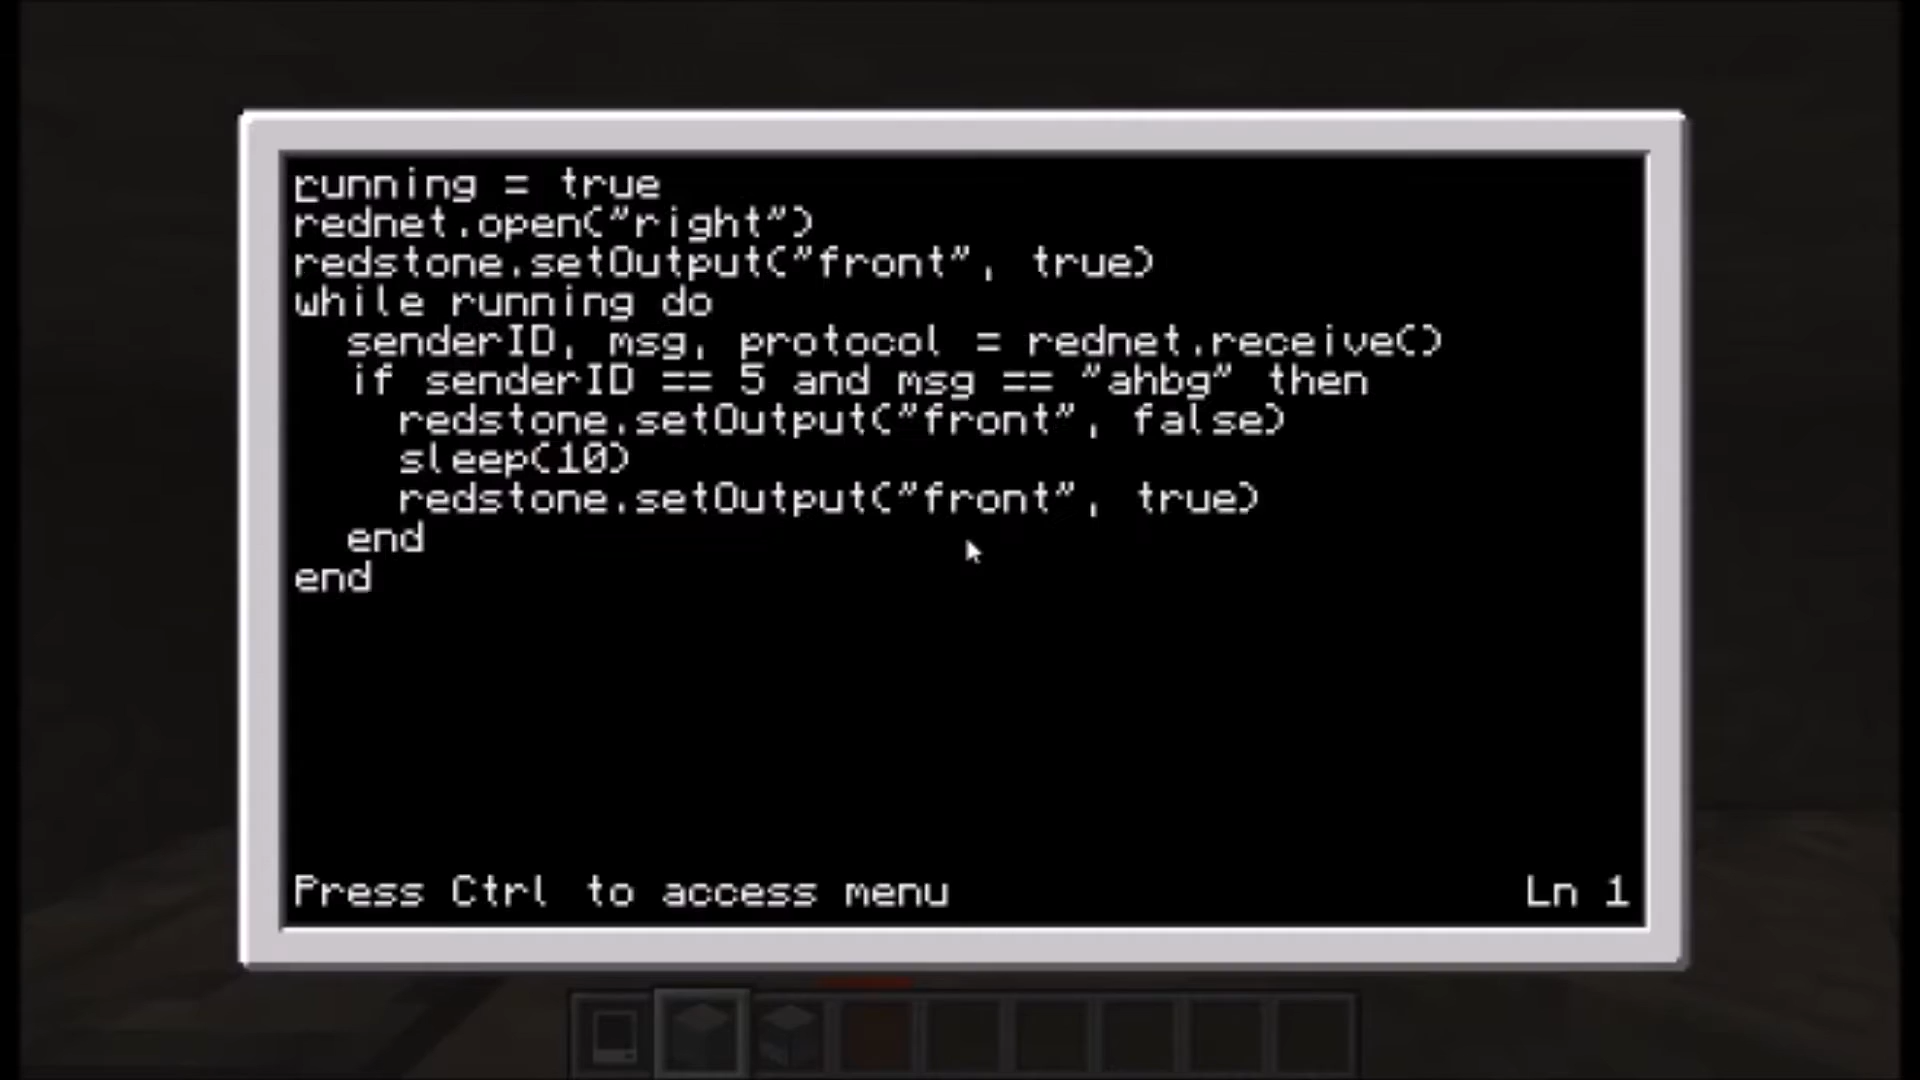 running = true
rednet.open("right")
redstone.setOutput("front", true)
while running do
  senderID, msg, protocol = rednet.receive()
  if senderID == 5 and msg == "ahbg" then
    redstone.setOutput("front", false)
    sleep(10)
    redstone.setOutput("front", true)
  end
end
Press Ctrl to access menu Ln 1